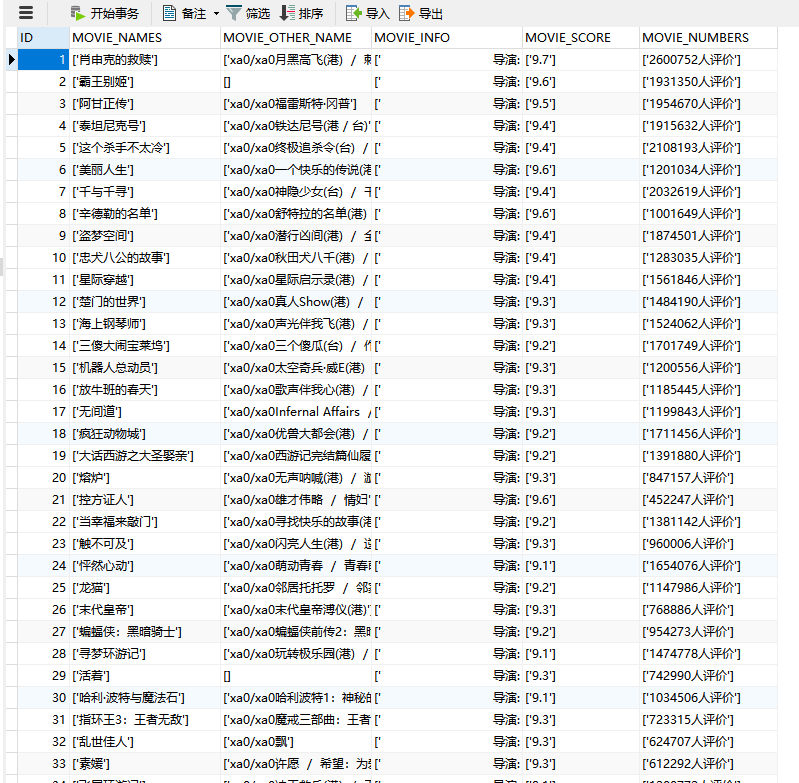 开始事务 备注 筛选 排序 导入 导出
ID MOVIE_NAMES MOVIE_OTHER_NAME MOVIE_INFO MOVIE_SCORE MOVIE_NUMBERS
1 ['肖申克的救赎'] ['xa0/xa0月黑高飞(港) / [' 导演: ['9.7'] ['2600752人评价']
2 ['霸王别姬'] [] [' 导演: ['9.6'] ['1931350人评价']
3 ['阿甘正传'] ['xa0/xa0福雷斯特·冈普'] [' 导演: ['9.5'] ['1954670人评价']
4 ['泰坦尼克号'] ['xa0/xa0铁达尼号(港 / 台)' [' 导演: ['9.4'] ['1915632人评价']
5 ['这个杀手不太冷'] ['xa0/xa0终极追杀令(台) / [' 导演: ['9.4'] ['2108193人评价']
6 ['美丽人生'] ['xa0/xa0一个快乐的传说(港 [' 导演: ['9.6'] ['1201034人评价']
7 ['千与千寻'] ['xa0/xa0神隐少女(台) / [' 导演: ['9.4'] ['2032619人评价']
8 ['辛德勒的名单'] ['xa0/xa0舒特拉的名单(港) [' 导演: ['9.6'] ['1001649人评价']
9 ['盗梦空间'] ['xa0/xa0潜行凶间(港) / [' 导演: ['9.4'] ['1874501人评价']
10 ['忠犬八公的故事'] ['xa0/xa0秋田犬八千(港) / [' 导演: ['9.4'] ['1283035人评价']
11 ['星际穿越'] ['xa0/xa0星际启示录(港) / [' 导演: ['9.4'] ['1561846人评价']
12 ['楚门的世界'] ['xa0/xa0真人Show(港) / [' 导演: ['9.3'] ['1484190人评价']
13 ['海上钢琴师'] ['xa0/xa0声光伴我飞(港) / [' 导演: ['9.3'] ['1524062人评价']
14 ['三傻大闹宝莱坞'] ['xa0/xa0三个傻瓜(台) / [' 导演: ['9.2'] ['1701749人评价']
15 ['机器人总动员'] ['xa0/xa0太空奇兵·威E(港) [' 导演: ['9.3'] ['1200556人评价']
16 ['放牛班的春天'] ['xa0/xa0歌声伴我心(港) / [' 导演: ['9.3'] ['1185445人评价']
17 ['无间道'] ['xa0/xa0Infernal Affairs / [' 导演: ['9.3'] ['1199843人评价']
18 ['疯狂动物城'] ['xa0/xa0优兽大都会(港) / [' 导演: ['9.2'] ['1711456人评价']
19 ['大话西游之大圣娶亲'] ['xa0/xa0西游记完结篇仙履 [' 导演: ['9.2'] ['1391880人评价']
20 ['熔炉'] ['xa0/xa0无声呐喊(港) / [' 导演: ['9.3'] ['847157人评价']
21 ['控方证人'] ['xa0/xa0雄才伟略 / 情妇' [' 导演: ['9.6'] ['452247人评价']
22 ['当幸福来敲门'] ['xa0/xa0寻找快乐的故事(港 [' 导演: ['9.2'] ['1381142人评价']
23 ['触不可及'] ['xa0/xa0闪亮人生(港) / [' 导演: ['9.3'] ['960006人评价']
24 ['怦然心动'] ['xa0/xa0萌动青春 / 青春 [' 导演: ['9.1'] ['1654076人评价']
25 ['龙猫'] ['xa0/xa0邻居托托罗 / 邻 [' 导演: ['9.2'] ['1147986人评价']
26 ['末代皇帝'] ['xa0/xa0末代皇帝溥仪(港)' [' 导演: ['9.3'] ['768886人评价']
27 ['蝙蝠侠：黑暗骑士'] ['xa0/xa0蝙蝠侠前传2：黑 [' 导演: ['9.2'] ['954273人评价']
28 ['寻梦环游记'] ['xa0/xa0玩转极乐园(港) / [' 导演: ['9.1'] ['1474778人评价']
29 ['活着'] [] [' 导演: ['9.3'] ['742990人评价']
30 ['哈利·波特与魔法石'] ['xa0/xa0哈利波特1：神秘 [' 导演: ['9.1'] ['1034506人评价']
31 ['指环王3：王者无敌'] ['xa0/xa0魔戒三部曲：王者 [' 导演: ['9.3'] ['723315人评价']
32 ['乱世佳人'] ['xa0/xa0飘'] [' 导演: ['9.3'] ['624707人评价']
33 ['素媛'] ['xa0/xa0许愿 / 希望：为 [' 导演: ['9.3'] ['612292人评价']